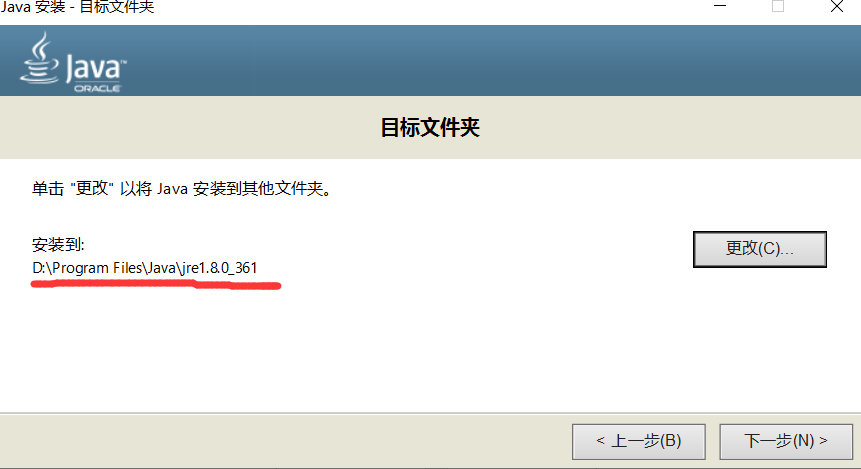 Java 安装 - 目标文件夹
Java™
ORACLE
目标文件夹
单击 "更改" 以将 Java 安装到其他文件夹。
安装到:
D:\Program Files\Java\jre1.8.0_361
更改(C)...
< 上一步(B)
下一步(N) >